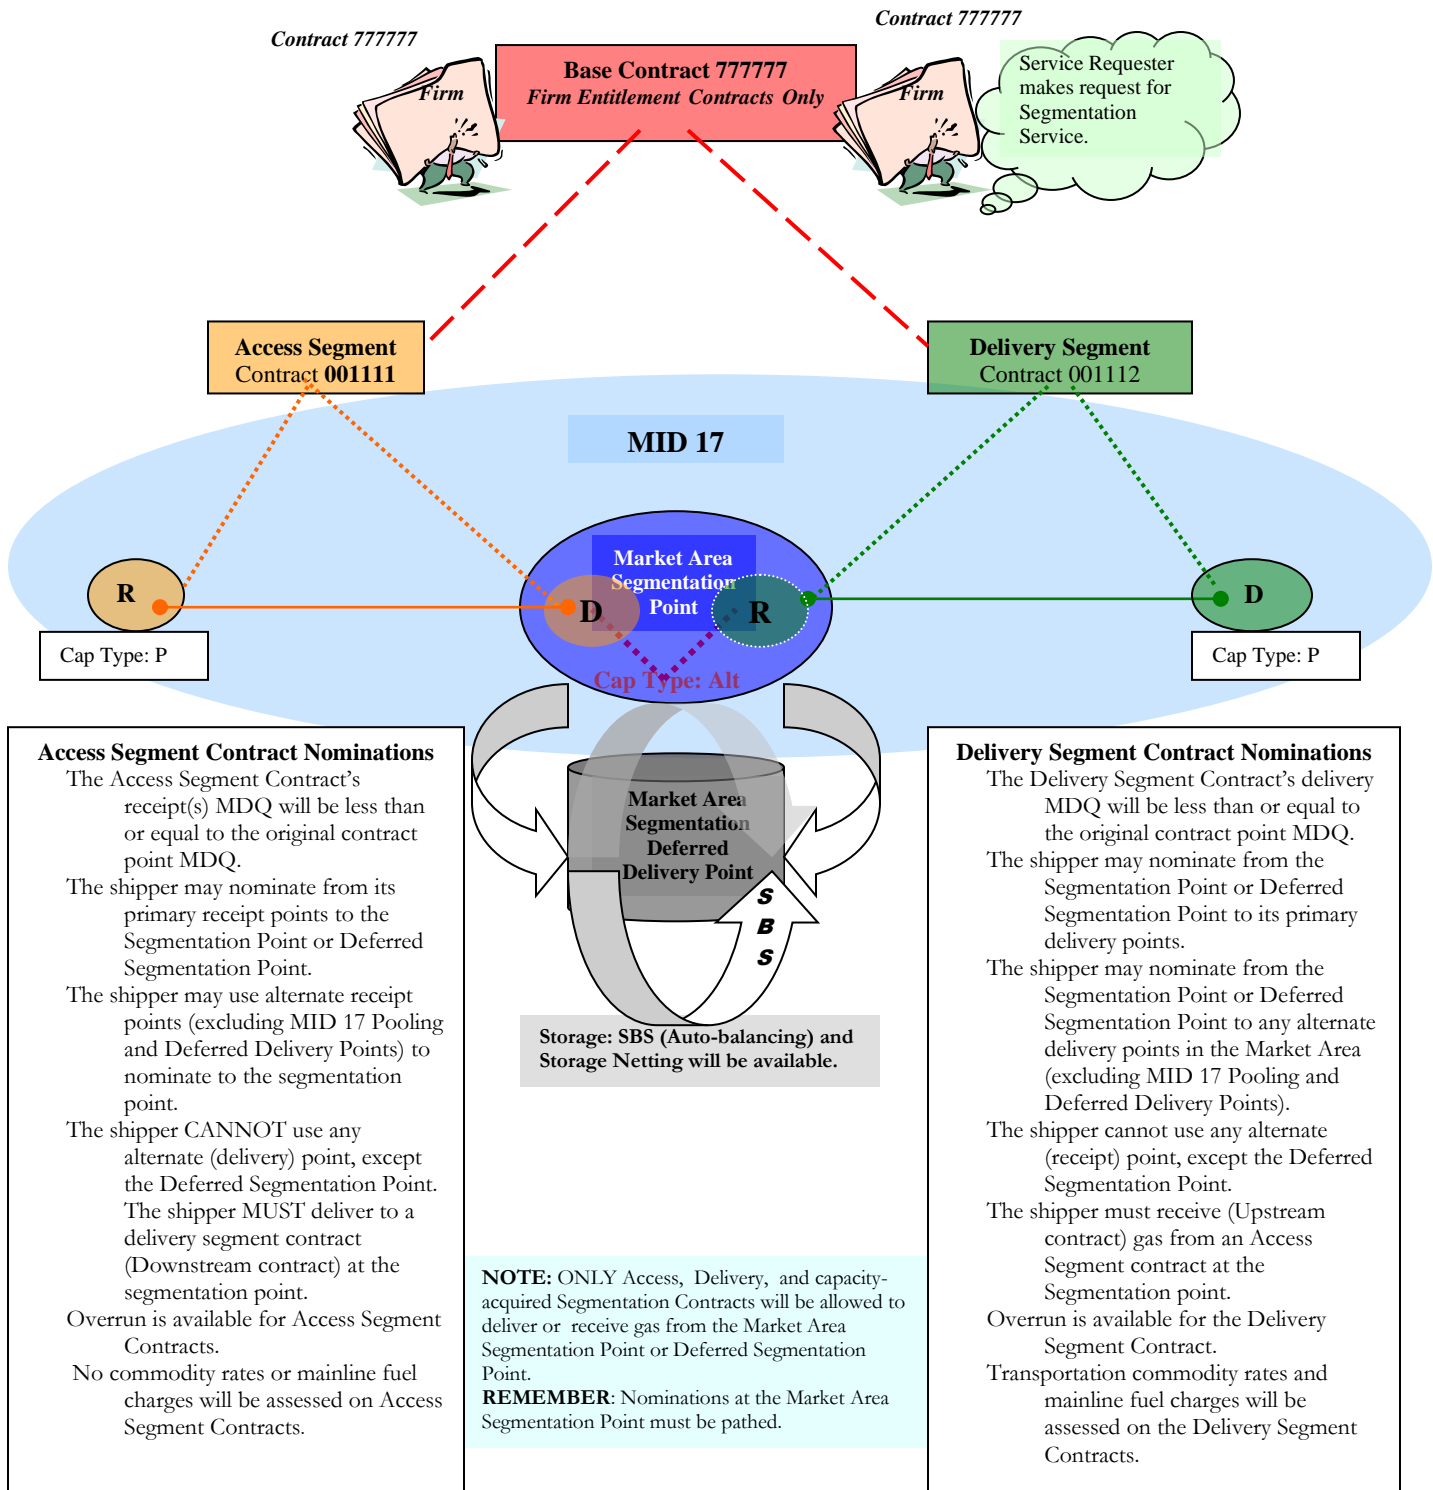 Contract 777777
Contract 777777
Firm
Base Contract 777777
Firm Entitlement Contracts Only
Firm
Service Requester
makes request for
Segmentation
Service.
Access Segment
Contract 001111
Delivery Segment
Contract 001112
MID 17
Market Area
Segmentation
Point
R
D
R
D
Cap Type: P
Cap Type: Alt
Cap Type: P
Access Segment Contract Nominations
The Access Segment Contract's
receipt(s) MDQ will be less than
or equal to the original contract
point MDQ.
The shipper may nominate from its
primary receipt points to the
Segmentation Point or Deferred
Segmentation Point.
The shipper may use alternate receipt
points (excluding MID 17 Pooling
and Deferred Delivery Points) to
nominate to the segmentation
point.
The shipper CANNOT use any
alternate (delivery) point, except
the Deferred Segmentation Point.
The shipper MUST deliver to a
delivery segment contract
(Downstream contract) at the
segmentation point.
Overrun is available for Access Segment
Contracts.
No commodity rates or mainline fuel
charges will be assessed on Access
Segment Contracts.
Market Area
Segmentation
Deferred
Delivery Point
S
B
S
Storage: SBS (Auto-balancing) and
Storage Netting will be available.
NOTE: ONLY Access, Delivery, and capacity-
acquired Segmentation Contracts will be allowed to
deliver or receive gas from the Market Area
Segmentation Point or Deferred Segmentation
Point.
REMEMBER: Nominations at the Market Area
Segmentation Point must be pathed.
Delivery Segment Contract Nominations
The Delivery Segment Contract's delivery
MDQ will be less than or equal to
the original contract point MDQ.
The shipper may nominate from the
Segmentation Point or Deferred
Segmentation Point to its primary
delivery points.
The shipper may nominate from the
Segmentation Point or Deferred
Segmentation Point to any alternate
delivery points in the Market Area
(excluding MID 17 Pooling and
Deferred Delivery Points).
The shipper cannot use any alternate
(receipt) point, except the Deferred
Segmentation Point.
The shipper must receive (Upstream
contract) gas from an Access
Segment contract at the
Segmentation point.
Overrun is available for the Delivery
Segment Contract.
Transportation commodity rates and
mainline fuel charges will be
assessed on the Delivery Segment
Contracts.